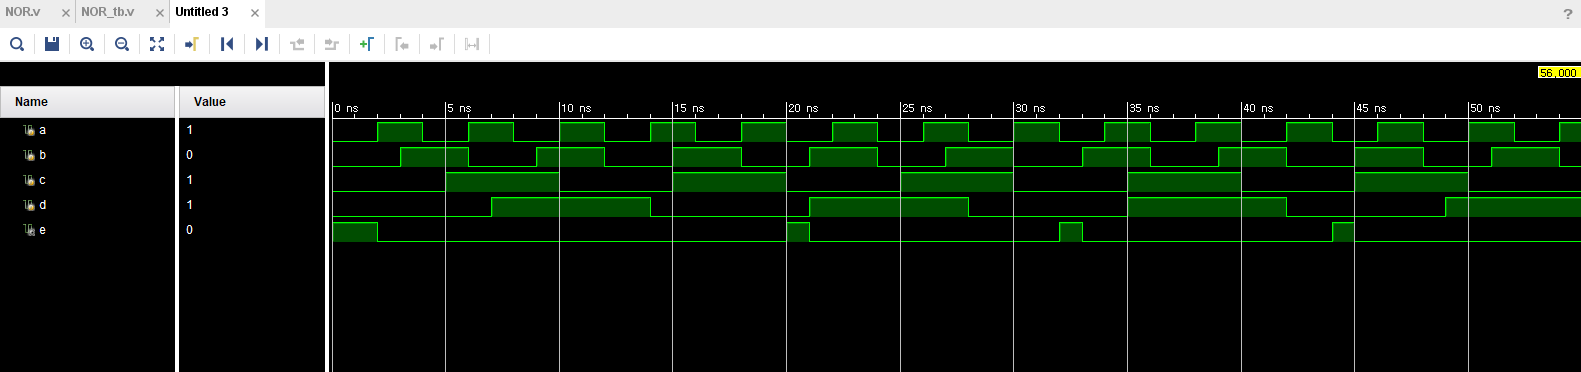 NOR.v × NOR_tb.v × Untitled 3 × ?
56,000
Name Value 0 ns 5 ns 10 ns 15 ns 20 ns 25 ns 30 ns 35 ns 40 ns 45 ns 50 ns
a 1
b 0
c 1
d 1
e 0